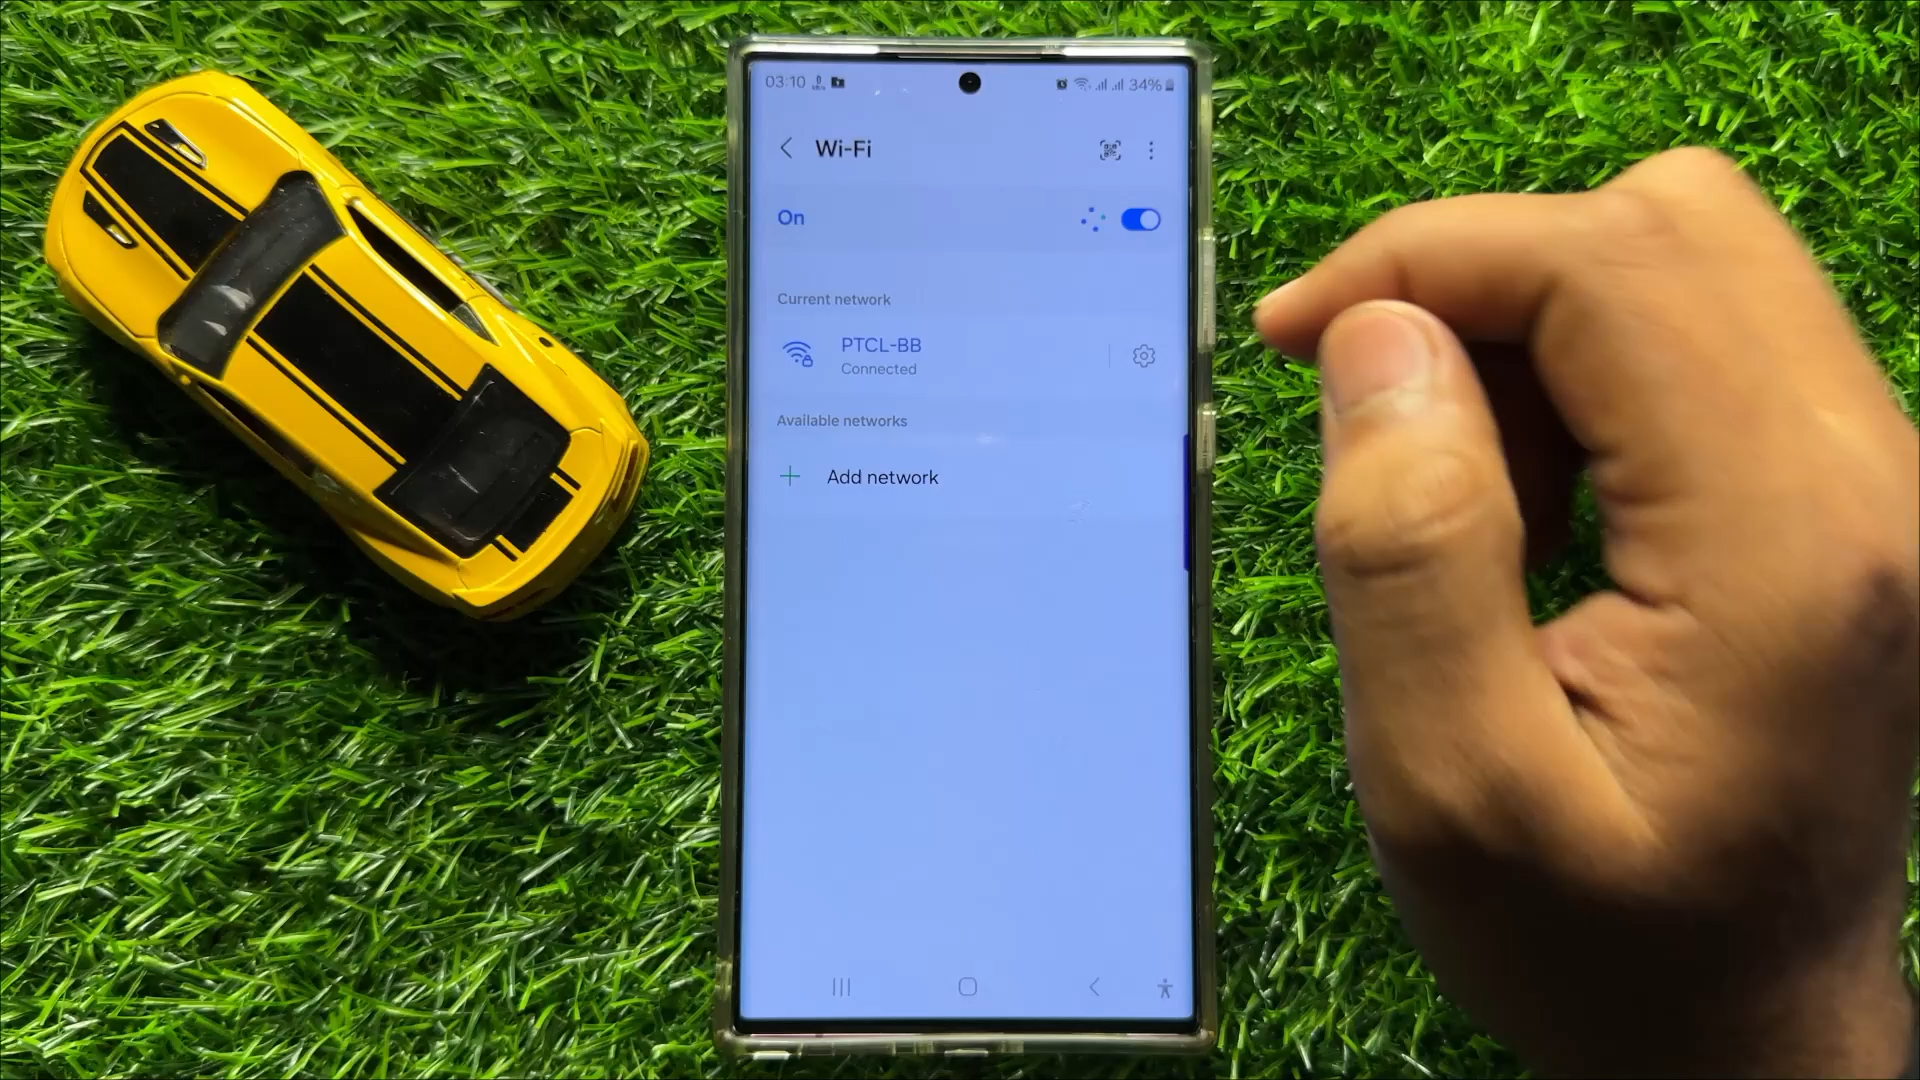 03:10
34%
Wi-Fi
On
Current network
PTCL-BB
Connected
Available networks
Add network